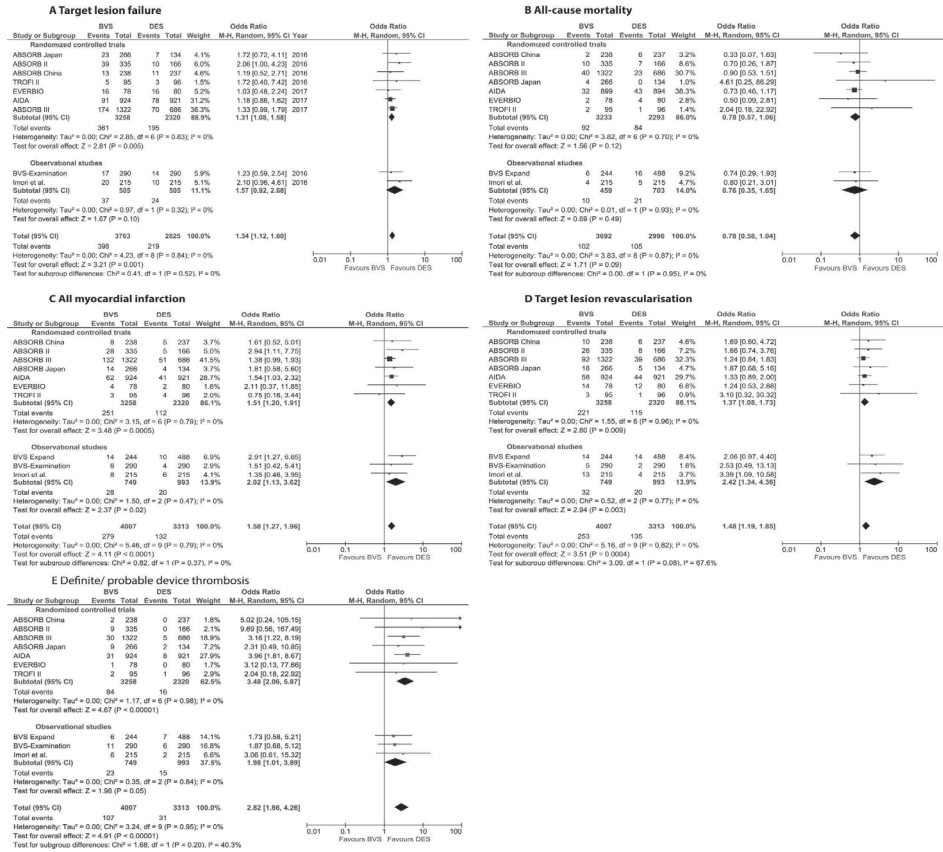 A Target lesion failure
BVS DES Odds Ratio Odds Ratio
Study or Subgroup Events Total Events Total Weight M-H, Random, 95% CI Year M-H, Random, 95% CI
Randomized controlled trials
ABSORB Japan 23 266 7 134 4.1% 1.72 [0.72, 4.11] 2016
ABSORB II 39 335 10 166 5.9% 2.06 [1.00, 4.23] 2016
ABSORB China 13 238 11 237 4.5% 1.19 [0.52, 2.71] 2016
TROFI II 5 95 3 96 1.4% 1.72 [0.40, 7.42] 2016
EVERBIO 16 78 16 80 5.1% 1.03 [0.48, 2.24] 2017
AIDA 91 924 78 921 31.2% 1.18 [0.86, 1.62] 2017
ABSORB III 174 1322 70 686 36.3% 1.33 [0.99, 1.79] 2017
Subtotal (95% CI) 3258 2320 88.9% 1.31 [1.08, 1.58]
Total events 361 195
Heterogeneity: Tau² = 0.00; Chi² = 2.85, df = 6 (P = 0.83); I² = 0%
Test for overall effect: Z = 2.81 (P = 0.005)
Observational studies
BVS-Examination 17 290 14 290 5.9% 1.23 [0.59, 2.54] 2016
Imori et al. 20 215 10 215 5.1% 2.10 [0.96, 4.61] 2016
Subtotal (95% CI) 505 505 11.1% 1.57 [0.92, 2.68]
Total events 37 24
Heterogeneity: Tau² = 0.00; Chi² = 0.97, df = 1 (P = 0.32); I² = 0%
Test for overall effect: Z = 1.67 (P = 0.10)
Total (95% CI) 3763 2825 100.0% 1.34 [1.12, 1.60]
Total events 398 219
Heterogeneity: Tau² = 0.00; Chi² = 4.23, df = 8 (P = 0.84); I² = 0%
Test for overall effect: Z = 3.21 (P = 0.001)
Test for subgroup differences: Chi² = 0.41, df = 1 (P = 0.52), I² = 0%
0.01 0.1 1 10 100
Favours BVS Favours DES
B All-cause mortality
BVS DES Odds Ratio Odds Ratio
Study or Subgroup Events Total Events Total Weight M-H, Random, 95% CI M-H, Random, 95% CI
Randomized controlled trials
ABSORB China 2 238 6 237 3.2% 0.33 [0.07, 1.63]
ABSORB II 10 335 7 166 8.7% 0.70 [0.26, 1.87]
ABSORB III 40 1322 23 686 30.7% 0.90 [0.53, 1.51]
ABSORB Japan 4 266 0 134 1.0% 4.61 [0.25, 86.29]
AIDA 32 899 43 894 38.3% 0.73 [0.46, 1.17]
EVERBIO 2 78 4 80 2.8% 0.50 [0.09, 2.81]
TROFI II 2 95 1 96 1.4% 2.04 [0.18, 22.92]
Subtotal (95% CI) 3233 2293 86.0% 0.78 [0.57, 1.06]
Total events 92 84
Heterogeneity: Tau² = 0.00; Chi² = 3.82, df = 6 (P = 0.70); I² = 0%
Test for overall effect: Z = 1.56 (P = 0.12)
Observational studies
BVS Expand 6 244 16 488 9.2% 0.74 [0.29, 1.93]
Imori et al. 4 215 5 215 4.7% 0.80 [0.21, 3.01]
Subtotal (95% CI) 459 703 14.0% 0.76 [0.35, 1.65]
Total events 10 21
Heterogeneity: Tau² = 0.00; Chi² = 0.01, df = 1 (P = 0.93); I² = 0%
Test for overall effect: Z = 0.69 (P = 0.49)
Total (95% CI) 3692 2996 100.0% 0.78 [0.58, 1.04]
Total events 102 105
Heterogeneity: Tau² = 0.00; Chi² = 3.83, df = 8 (P = 0.87); I² = 0%
Test for overall effect: Z = 1.71 (P = 0.09)
Test for subgroup differences: Chi² = 0.00, df = 1 (P = 0.95), I² = 0%
0.01 0.1 1 10 100
Favours BVS Favours DES
C All myocardial infarction
BVS DES Odds Ratio Odds Ratio
Study or Subgroup Events Total Events Total Weight M-H, Random, 95% CI M-H, Random, 95% CI
Randomized controlled trials
ABSORB China 8 238 5 237 3.7% 1.61 [0.52, 5.01]
ABSORB II 28 335 5 166 5.0% 2.94 [1.11, 7.75]
ABSORB III 132 1322 51 686 41.5% 1.38 [0.99, 1.93]
ABSORB Japan 14 266 4 134 3.7% 1.81 [0.58, 5.60]
AIDA 62 924 41 921 28.7% 1.54 [1.03, 2.32]
EVERBIO 4 78 2 80 1.6% 2.11 [0.37, 11.85]
TROFI II 3 95 4 96 2.0% 0.75 [0.16, 3.44]
Subtotal (95% CI) 3258 2320 86.1% 1.51 [1.20, 1.91]
Total events 251 112
Heterogeneity: Tau² = 0.00; Chi² = 3.15, df = 6 (P = 0.79); I² = 0%
Test for overall effect: Z = 3.48 (P = 0.0005)
Observational studies
BVS Expand 14 244 10 488 6.9% 2.91 [1.27, 6.65]
BVS-Examination 6 290 4 290 2.9% 1.51 [0.42, 5.41]
Imori et al. 8 215 6 215 4.1% 1.35 [0.46, 3.95]
Subtotal (95% CI) 749 993 13.9% 2.02 [1.13, 3.62]
Total events 28 20
Heterogeneity: Tau² = 0.00; Chi² = 1.50, df = 2 (P = 0.47); I² = 0%
Test for overall effect: Z = 2.37 (P = 0.02)
Total (95% CI) 4007 3313 100.0% 1.58 [1.27, 1.96]
Total events 279 132
Heterogeneity: Tau² = 0.00; Chi² = 5.46, df = 9 (P = 0.79); I² = 0%
Test for overall effect: Z = 4.11 (P < 0.0001)
Test for subgroup differences: Chi² = 0.82, df = 1 (P = 0.37), I² = 0%
0.01 0.1 1 10 100
Favours BVS Favours DES
D Target lesion revascularisation
BVS DES Odds Ratio Odds Ratio
Study or Subgroup Events Total Events Total Weight M-H, Random, 95% CI M-H, Random, 95% CI
Randomized controlled trials
ABSORB China 10 238 6 237 4.0% 1.69 [0.60, 4.72]
ABSORB II 26 335 8 166 6.2% 1.66 [0.74, 3.76]
ABSORB III 92 1322 39 686 27.9% 1.24 [0.84, 1.83]
ABSORB Japan 18 266 5 134 4.0% 1.87 [0.68, 5.16]
AIDA 58 924 44 921 25.8% 1.33 [0.89, 2.00]
EVERBIO 14 78 12 80 5.7% 1.24 [0.53, 2.88]
TROFI II 3 95 1 96 0.8% 3.10 [0.32, 30.32]
Subtotal (95% CI) 3258 2320 86.1% 1.37 [1.08, 1.73]
Total events 221 115
Heterogeneity: Tau² = 0.00; Chi² = 1.55, df = 6 (P = 0.96); I² = 0%
Test for overall effect: Z = 2.60 (P = 0.009)
Observational studies
BVS Expand 14 244 14 488 7.1% 2.06 [0.97, 4.40]
BVS-Examination 5 290 2 290 1.5% 2.53 [0.49, 13.13]
Imori et al. 13 215 4 215 3.1% 3.39 [1.09, 10.58]
Subtotal (95% CI) 749 993 13.9% 2.42 [1.34, 4.36]
Total events 32 20
Heterogeneity: Tau² = 0.00; Chi² = 0.52, df = 2 (P = 0.77); I² = 0%
Test for overall effect: Z = 2.94 (P = 0.003)
Total (95% CI) 4007 3313 100.0% 1.48 [1.19, 1.85]
Total events 253 135
Heterogeneity: Tau² = 0.00; Chi² = 5.16, df = 9 (P = 0.82); I² = 0%
Test for overall effect: Z = 3.51 (P = 0.0004)
Test for subgroup differences: Chi² = 3.09, df = 1 (P = 0.08), I² = 67.6%
0.01 0.1 1 10 100
Favours BVS Favours DES
E Definite/ probable device thrombosis
BVS DES Odds Ratio Odds Ratio
Study or Subgroup Events Total Events Total Weight M-H, Random, 95% CI M-H, Random, 95% CI
Randomized controlled trials
ABSORB China 2 238 0 237 1.8% 5.02 [0.24, 105.15]
ABSORB II 9 335 0 166 2.1% 9.69 [0.56, 167.49]
ABSORB III 30 1322 5 686 18.9% 3.16 [1.22, 8.19]
ABSORB Japan 9 266 2 134 7.1% 2.31 [0.49, 10.85]
AIDA 31 924 8 921 27.9% 3.96 [1.81, 8.67]
EVERBIO 1 78 0 80 1.7% 3.12 [0.13, 77.66]
TROFI II 2 95 1 96 2.9% 2.04 [0.18, 22.92]
Subtotal (95% CI) 3258 2320 62.5% 3.48 [2.06, 5.87]
Total events 84 16
Heterogeneity: Tau² = 0.00; Chi² = 1.17, df = 6 (P = 0.98); I² = 0%
Test for overall effect: Z = 4.67 (P < 0.00001)
Observational studies
BVS Expand 6 244 7 488 14.1% 1.73 [0.58, 5.21]
BVS-Examination 11 290 6 290 16.8% 1.87 [0.68, 5.12]
Imori et al. 6 215 2 215 6.6% 3.06 [0.61, 15.32]
Subtotal (95% CI) 749 993 37.5% 1.98 [1.01, 3.89]
Total events 23 15
Heterogeneity: Tau² = 0.00; Chi² = 0.35, df = 2 (P = 0.84); I² = 0%
Test for overall effect: Z = 1.98 (P = 0.05)
Total (95% CI) 4007 3313 100.0% 2.82 [1.86, 4.26]
Total events 107 31
Heterogeneity: Tau² = 0.00; Chi² = 3.24, df = 9 (P = 0.95); I² = 0%
Test for overall effect: Z = 4.91 (P < 0.00001)
Test for subgroup differences: Chi² = 1.68, df = 1 (P = 0.20), I² = 40.3%
0.01 0.1 1 10 100
Favours BVS Favours DES